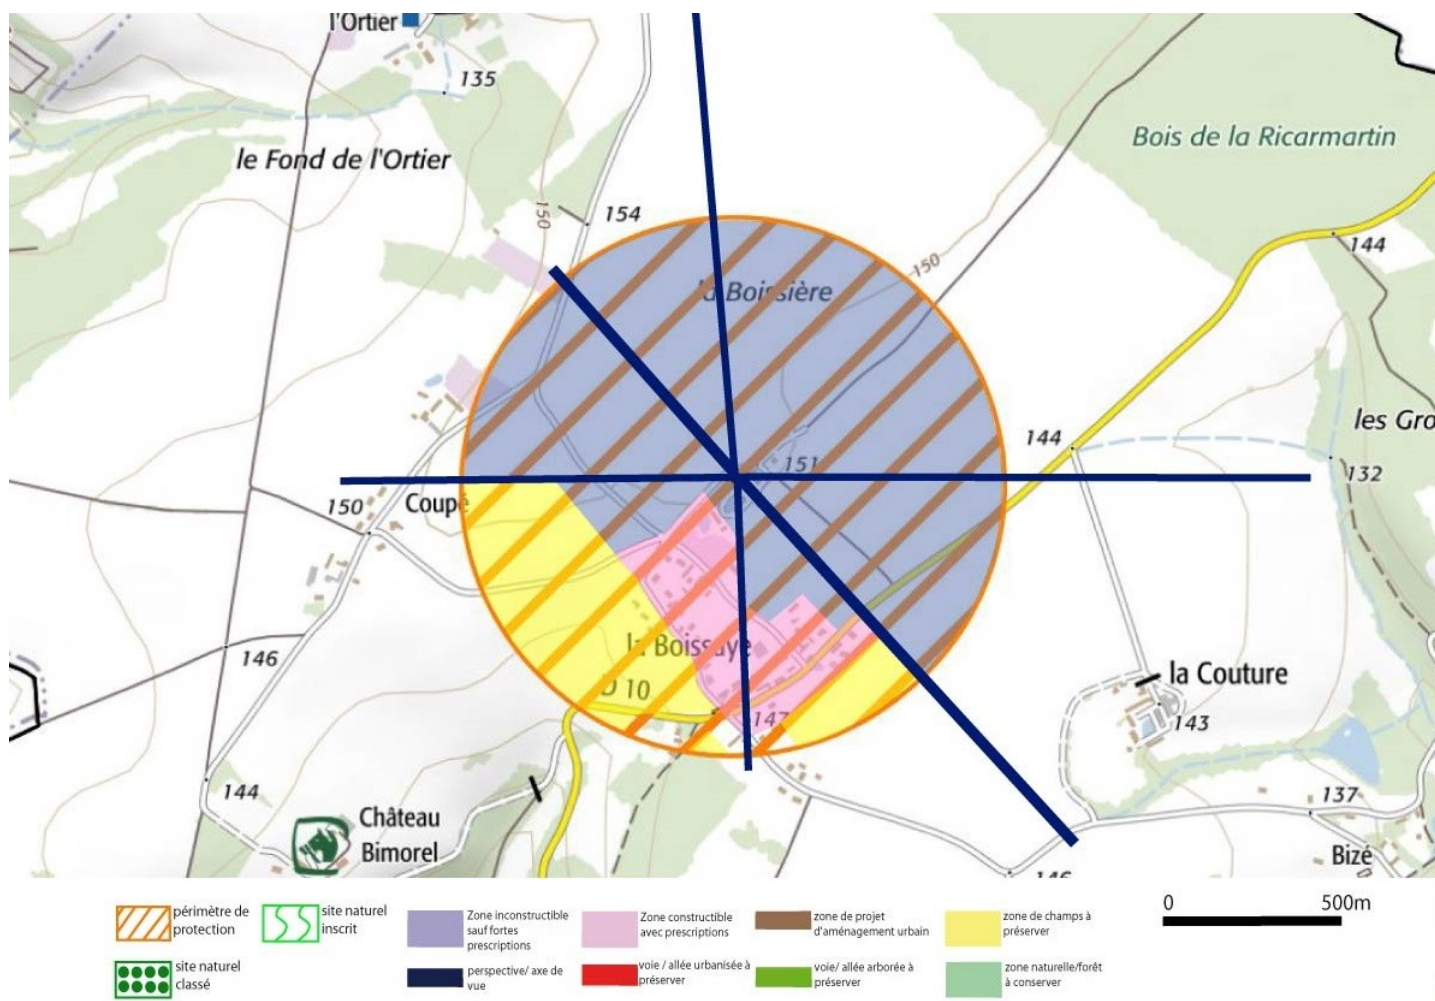 l'Ortier
135
le Fond de l'Ortier
Bois de la Ricarmartin
150
154
144
150
la Boissière
les Gro
144
151
132
150
Coupé
la Boissaye
146
D 10
la Couture
147
143
144
Château
Bimorel
137
Bizé
146
périmètre de
protection
site naturel
inscrit
Zone inconstructible
sauf fortes
prescriptions
Zone constructible
avec prescriptions
zone de projet
d'aménagement urbain
zone de champs à
préserver
0
500m
site naturel
classé
perspective/ axe de
vue
voie/ allée urbanisée à
préserver
voie/ allée arborée à
préserver
zone naturelle/forêt
à conserver